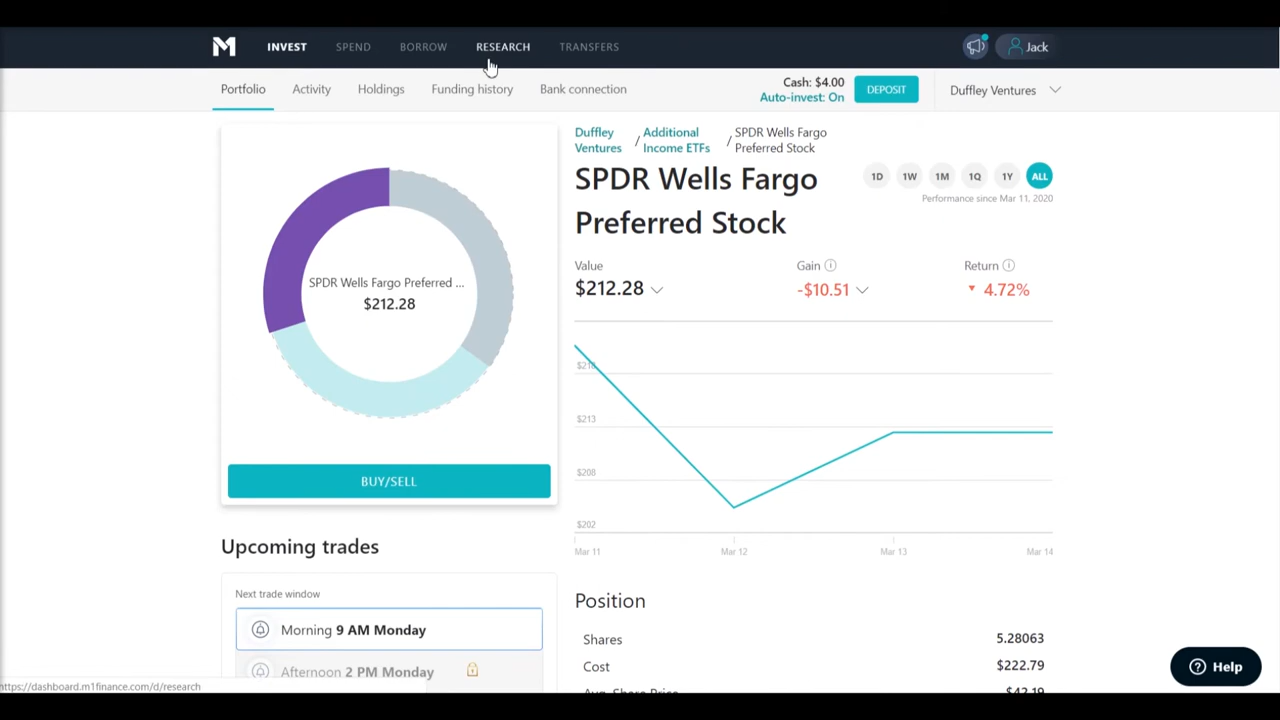 INVEST SPEND BORROW RESEARCH TRANSFERS Jack
Portfolio Activity Holdings Funding history Bank connection
Cash: $4.00
Auto-invest: On
DEPOSIT
Duffley Ventures
Duffley Ventures / Additional Income ETFs / SPDR Wells Fargo Preferred Stock
SPDR Wells Fargo
Preferred Stock
1D 1W 1M 1Q 1Y ALL
Performance since Mar 11, 2020
Value
$212.28
Gain
-$10.51
Return
4.72%
SPDR Wells Fargo Preferred ...
$212.28
BUY/SELL
$213
$208
$202
Mar 11 Mar 12 Mar 13 Mar 14
Upcoming trades
Next trade window
Morning 9 AM Monday
Afternoon 2 PM Monday
Position
Shares 5.28063
Cost $222.79
Avg. Share Price $42.19
Help
https://dashboard.m1finance.com/d/research